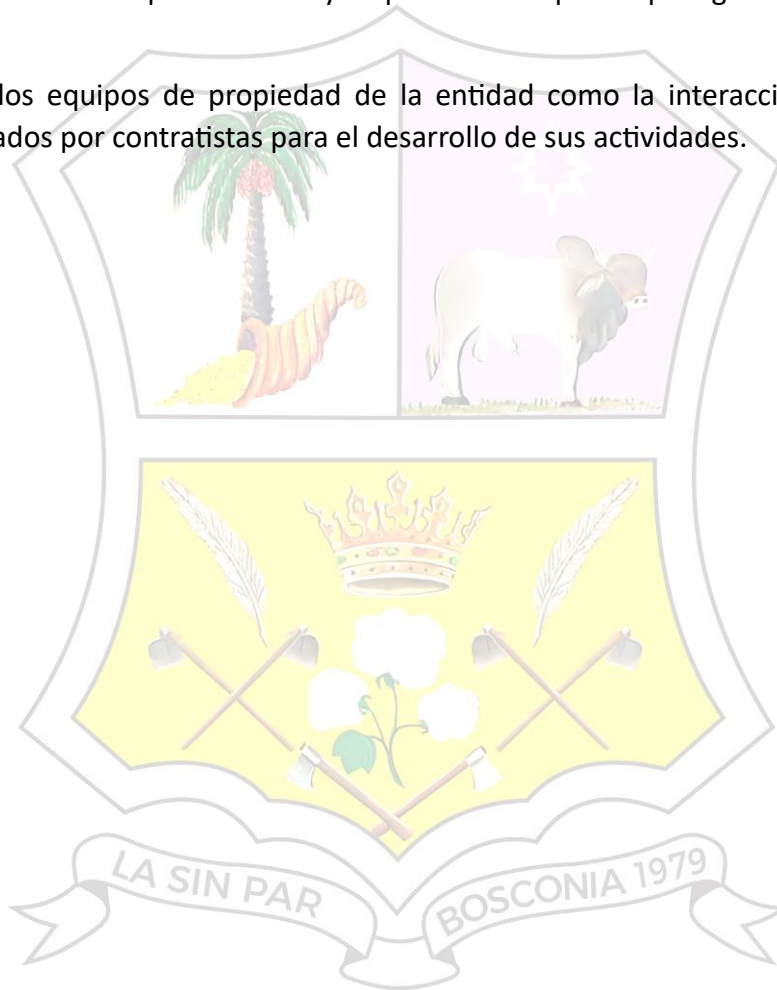 los equipos de propiedad de la entidad como la interacci
ados por contratistas para el desarrollo de sus actividades.
LA SIN PAR
BOSCONIA 1979